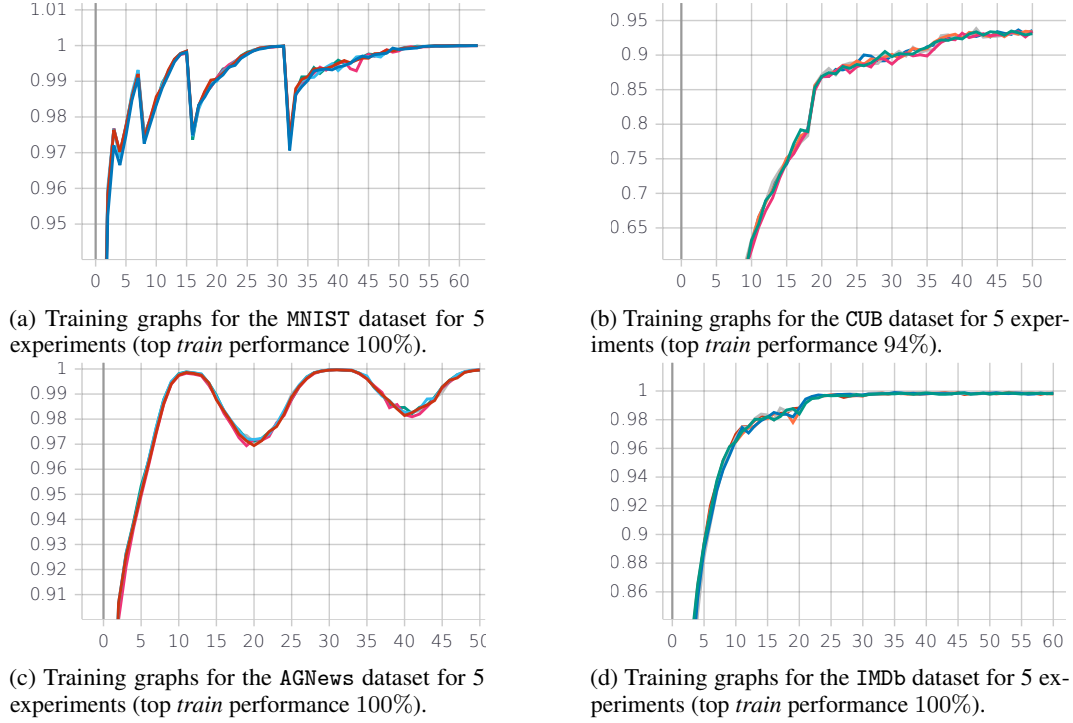 1.01
1
0.99
0.98
0.97
0.96
0.95
0 5 10 15 20 25 30 35 40 45 50 55 60
(a) Training graphs for the MNIST dataset for 5
experiments (top train performance 100%).
0.95
0.9
0.85
0.8
0.75
0.7
0.65
0 5 10 15 20 25 30 35 40 45 50
(b) Training graphs for the CUB dataset for 5 exper-
iments (top train performance 94%).
1
0.99
0.98
0.97
0.96
0.95
0.94
0.93
0.92
0.91
0 5 10 15 20 25 30 35 40 45 50
(c) Training graphs for the AGNews dataset for 5
experiments (top train performance 100%).
1
0.98
0.96
0.94
0.92
0.9
0.88
0.86
0 5 10 15 20 25 30 35 40 45 50 55 60
(d) Training graphs for the IMDb dataset for 5 ex-
periments (top train performance 100%).